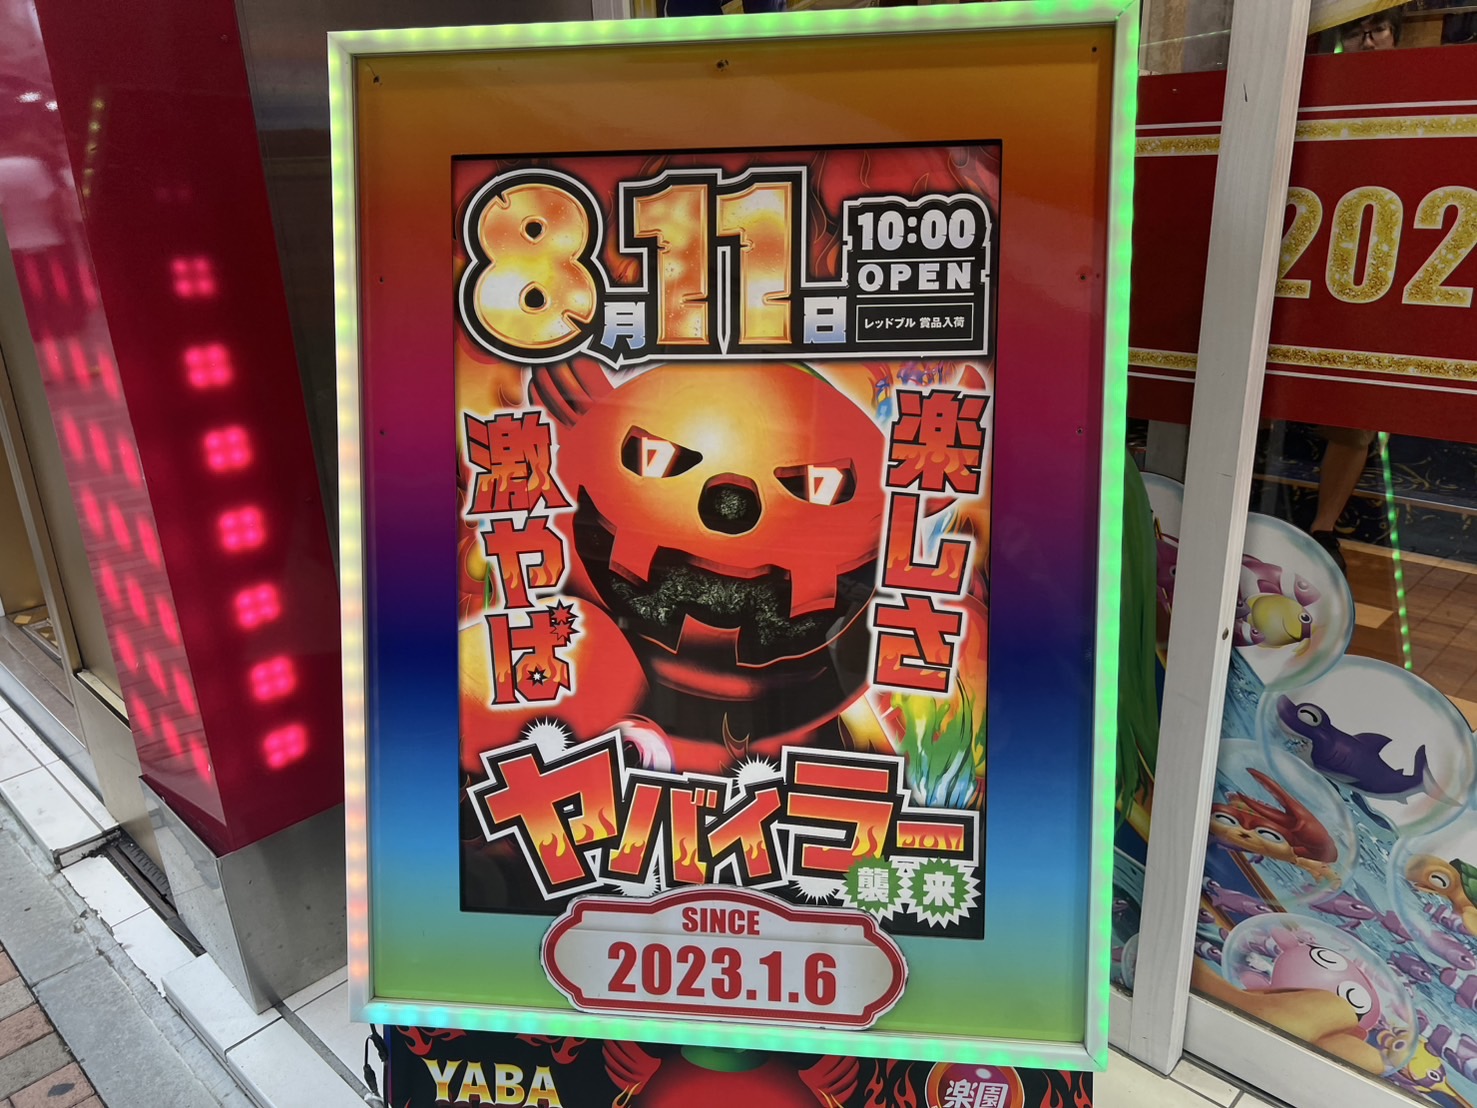 8月11日
10:00
OPEN
レッドブル 賞品入荷
激やば
楽しさ
ヤバイラー
襲来
SINCE
2023.1.6
YABA
楽園
202